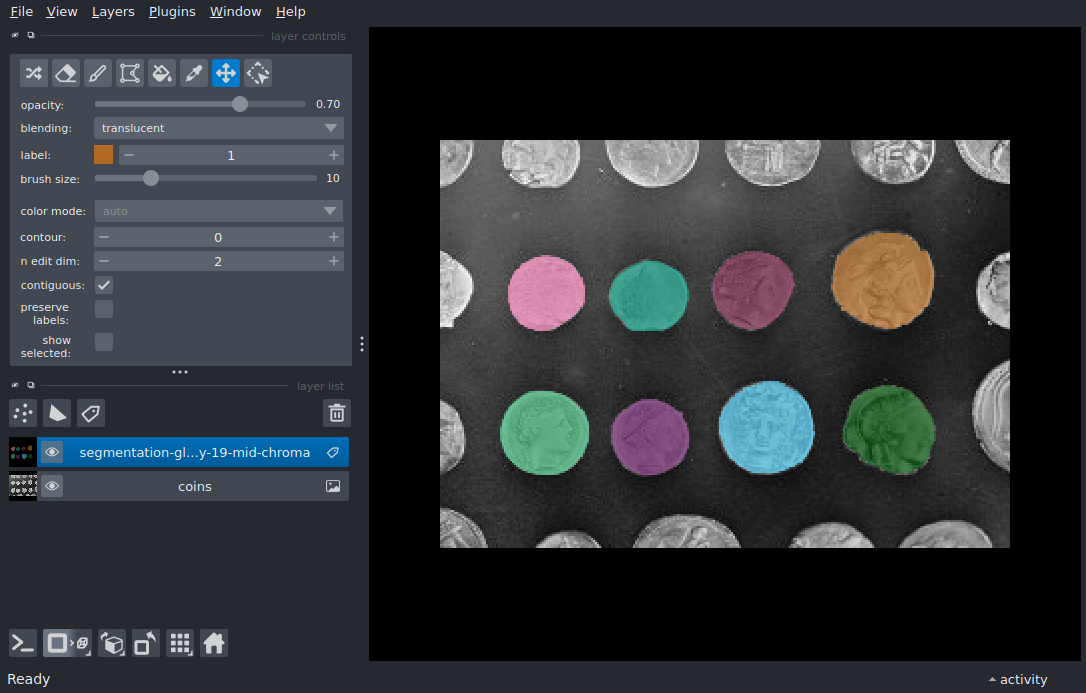 File View Layers Plugins Window Help
layer controls
opacity: 0.70
blending: translucent
label: 1
brush size: 10
color mode: auto
contour: 0
n edit dim: 2
contiguous:
preserve
labels:
show
selected:
layer list
segmentation-gl...y-19-mid-chroma
coins
Ready
activity